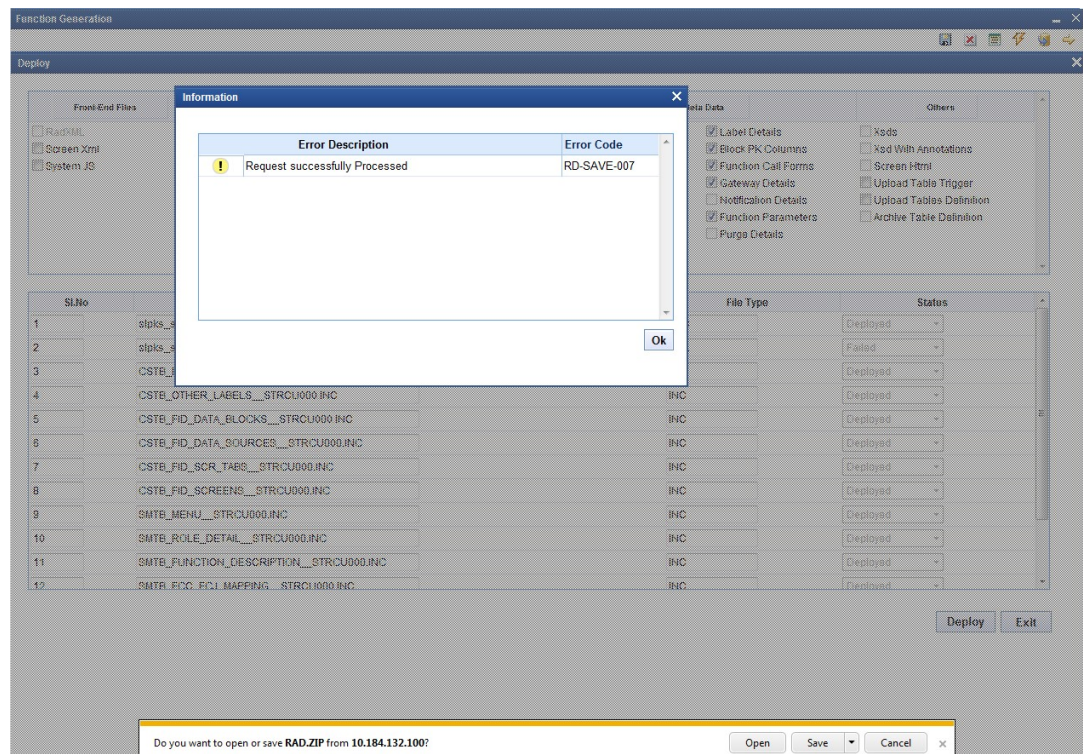 Function Generation
Deploy
Front-End Files
RadXML
Screen Xml
System JS
Information
Error Description
Error Code
Request successfully Processed
RD-SAVE-007
Ok
Data
Label Details
Block PK Columns
Function Call Forms
Gateway Details
Notification Details
Function Parameters
Purge Details
Others
Xsds
Xsd With Annotations
Screen Html
Upload Table Trigger
Upload Tables Definition
Archive Table Definition
Sl.No
File Type
Status
1
Deployed
2
Failed
3
Deployed
4 CSTB_OTHER_LABELS__STRCU000.INC INC Deployed
5 CSTB_FID_DATA_BLOCKS__STRCU000.INC INC Deployed
6 CSTB_FID_DATA_SOURCES__STRCU000.INC INC Deployed
7 CSTB_FID_SCR_TABS__STRCU000.INC INC Deployed
8 CSTB_FID_SCREENS__STRCU000.INC INC Deployed
9 SMTB_MENU__STRCU000.INC INC Deployed
10 SMTB_ROLE_DETAIL__STRCU000.INC INC Deployed
11 SMTB_FUNCTION_DESCRIPTION__STRCU000.INC INC Deployed
12 SMTB_FCC_FCJ_MAPPING__STRCU000.INC INC Deployed
Deploy Exit
Do you want to open or save RAD.ZIP from 10.184.132.100?
Open Save Cancel